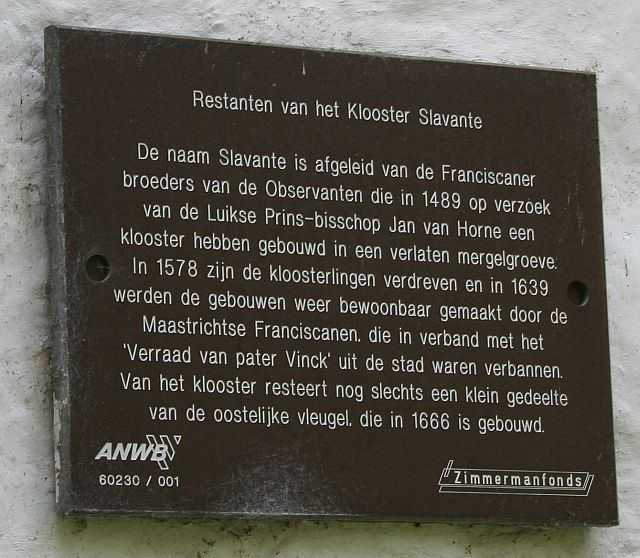 Restanten van het Klooster Slavante
De naam Slavante is afgeleid van de Franciscaner
broeders van de Observanten die in 1489 op verzoek
van de Luikse Prins-bisschop Jan van Horne een
klooster hebben gebouwd in een verlaten mergelgroeve.
In 1578 zijn de kloosterlingen verdreven en in 1639
werden de gebouwen weer bewoonbaar gemaakt door de
Maastrichtse Franciscanen, die in verband met het
'Verraad van pater Vinck' uit de stad waren verbannen.
Van het klooster resteert nog slechts een klein gedeelte
van de oostelijke vleugel, die in 1666 is gebouwd.
ANWB
60230 / 001
Zimmermanfonds